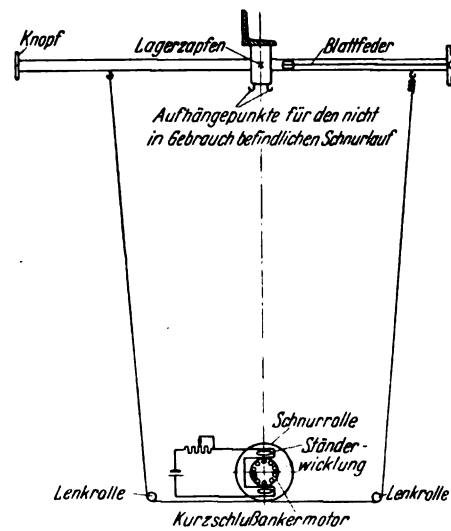 Knopf
Lagerzapfen
Blattfeder
Aufhängepunkte für den nicht
in Gebrauch befindlichen Schnurlauf
Schnurrolle
Ständer-
wicklung
Lenkrolle
Lenkrolle
Kurzschlußankermotor